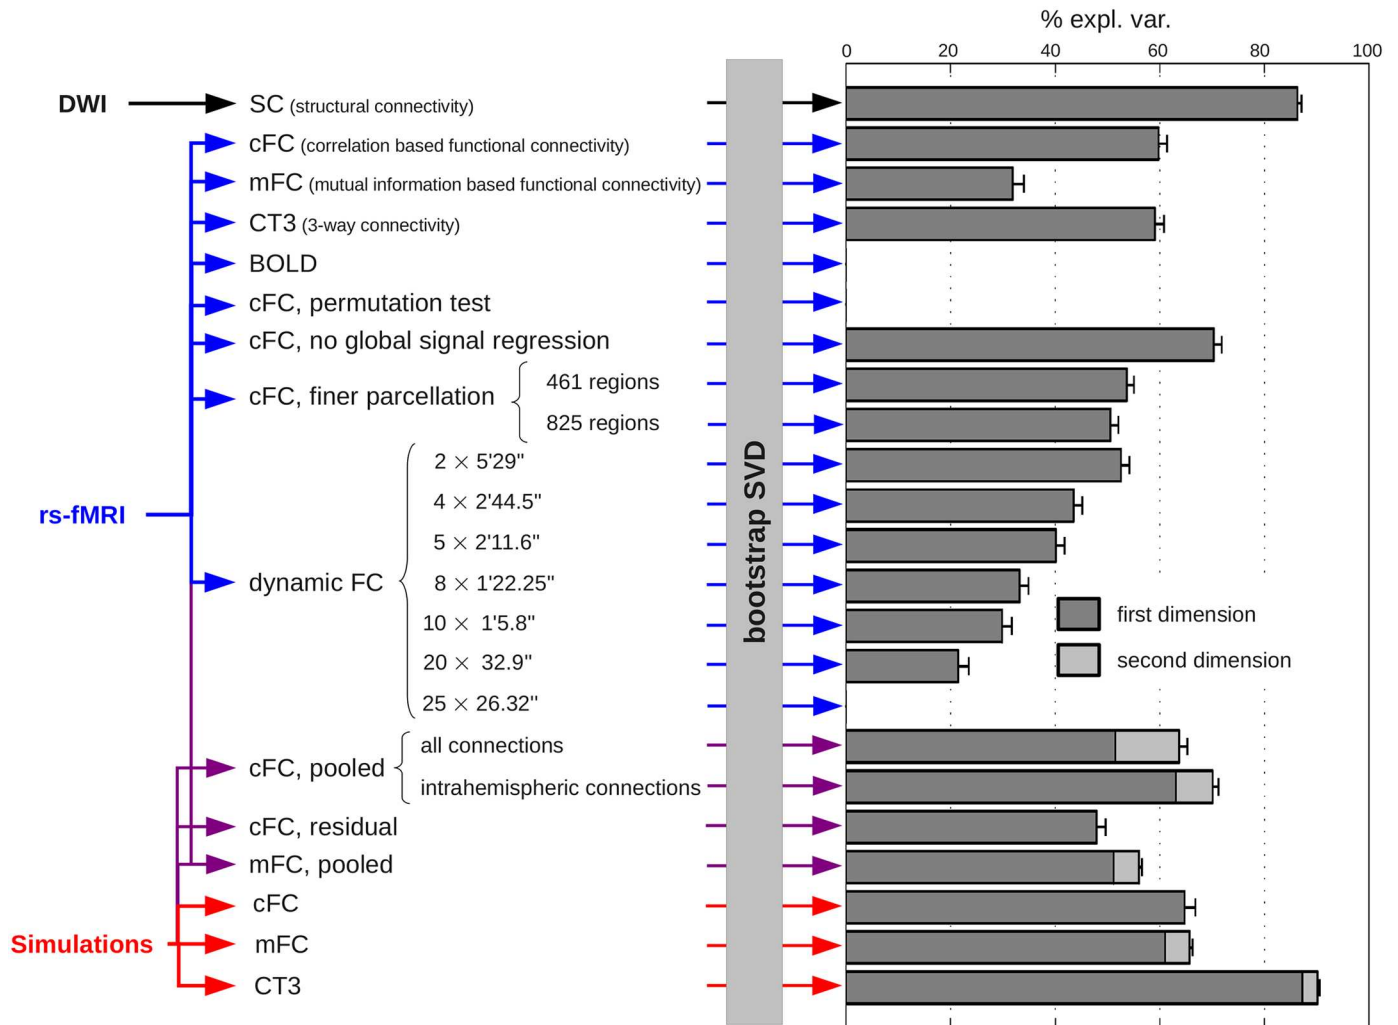 % expl. var.
0 20 40 60 80 100
DWI SC (structural connectivity)
cFC (correlation based functional connectivity)
mFC (mutual information based functional connectivity)
CT3 (3-way connectivity)
BOLD
cFC, permutation test
cFC, no global signal regression
cFC, finer parcellation
461 regions
825 regions
rs-fMRI
dynamic FC
2 × 5'29"
4 × 2'44.5"
5 × 2'11.6"
8 × 1'22.25"
10 × 1'5.8"
20 × 32.9"
25 × 26.32"
bootstrap SVD
first dimension
second dimension
cFC, pooled
all connections
intrahemispheric connections
cFC, residual
mFC, pooled
Simulations
cFC
mFC
CT3